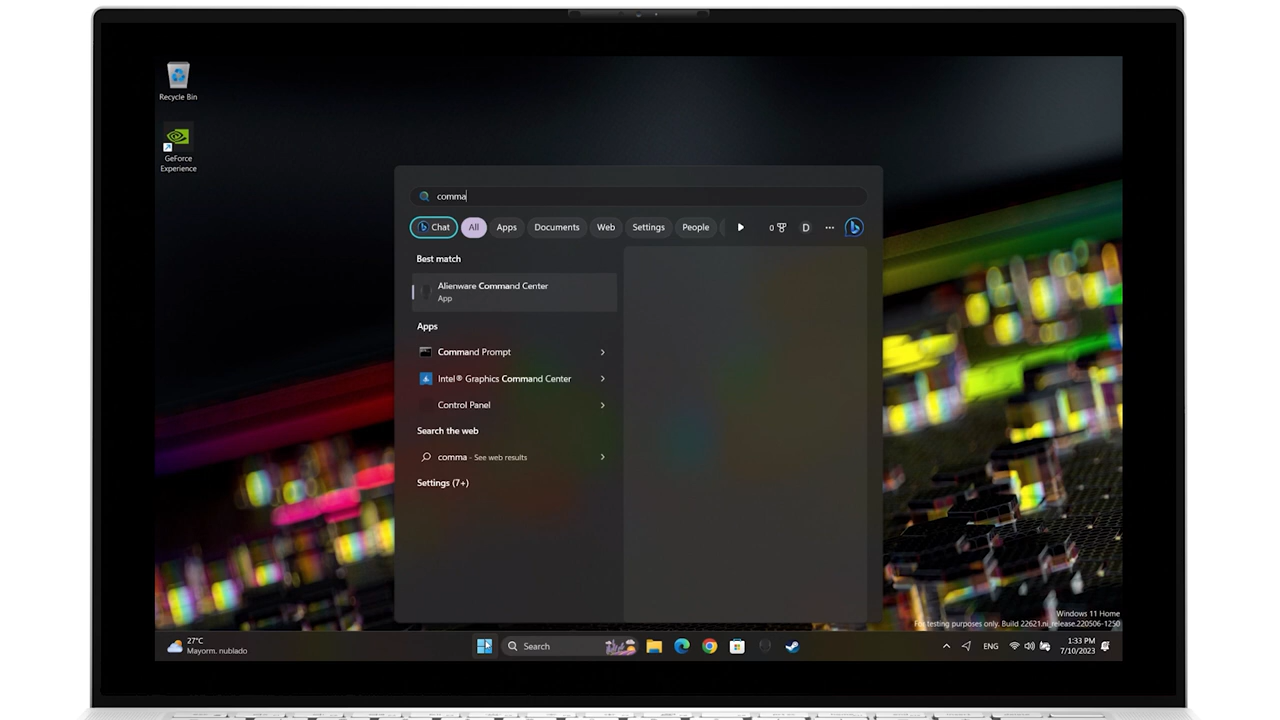 Recycle Bin
GeForce
Experience
comma
Chat
All
Apps
Documents
Web
Settings
People
0
D
Best match
Alienware Command Center
App
Apps
Command Prompt
Intel® Graphics Command Center
Control Panel
Search the web
comma - See web results
Settings (7+)
Windows 11 Home
For testing purposes only. Build 22621.ni_release.220506-1250
27°C
Mayorm. nublado
Search
ENG
1:33 PM
7/10/2023